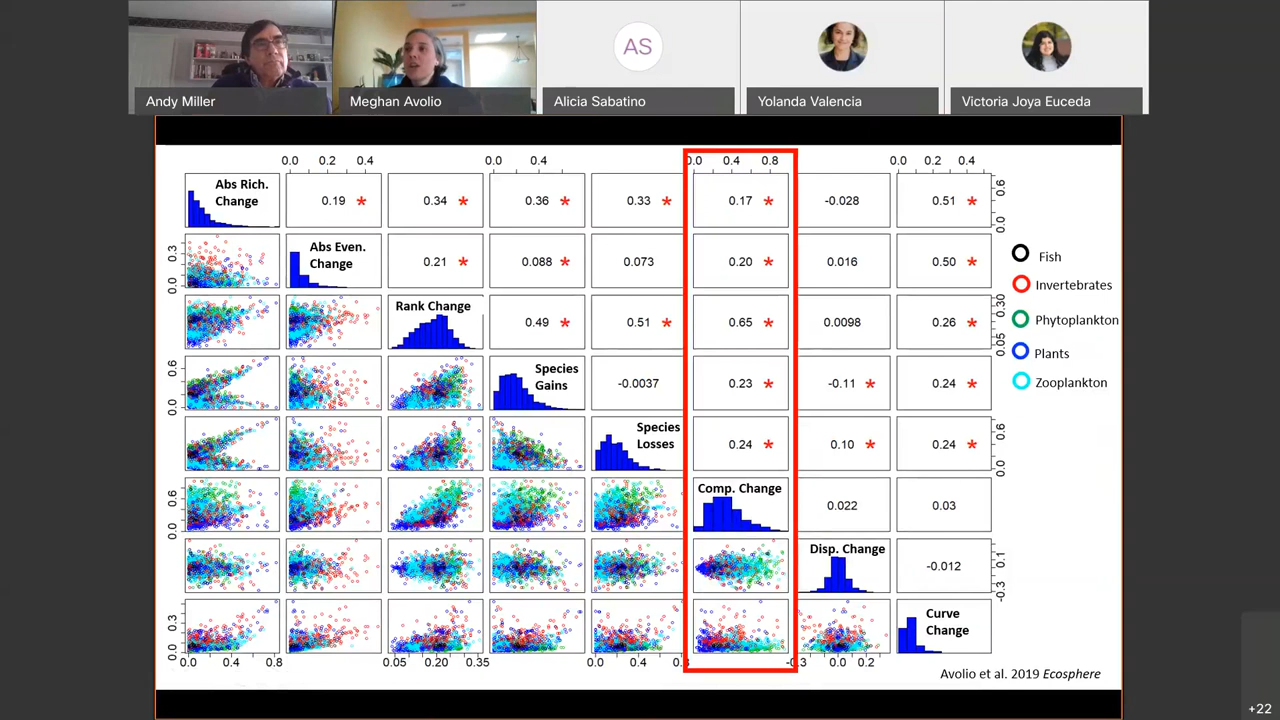 AS
Andy Miller
Meghan Avolio
Alicia Sabatino
Yolanda Valencia
Victoria Joya Euceda
0.0 0.2 0.4
0.0 0.4
0.0 0.4 0.8
0.0 0.2 0.4
Abs Rich.
Change
0.19 *
0.34 *
0.36 *
0.33 *
0.17 *
-0.028
0.51 *
0.0 0.6
0.0 0.3
Abs Even.
Change
0.21 *
0.088 *
0.073
0.20 *
0.016
0.50 *
Fish
Invertebrates
Phytoplankton
Plants
Zooplankton
Rank Change
0.49 *
0.51 *
0.65 *
0.0098
0.26 *
0.05 0.30
0.0 0.6
Species
Gains
-0.0037
0.23 *
-0.11 *
0.24 *
Species
Losses
0.24 *
0.10 *
0.24 *
0.0 0.6
0.0 0.6
Comp. Change
0.022
0.03
Disp. Change
-0.012
-0.3 0.1
0.0 0.3
Curve
Change
0.0 0.4 0.8
0.05 0.20 0.35
0.0 0.4 0.8
-0.3 0.0 0.2
Avolio et al. 2019 Ecosphere
+22